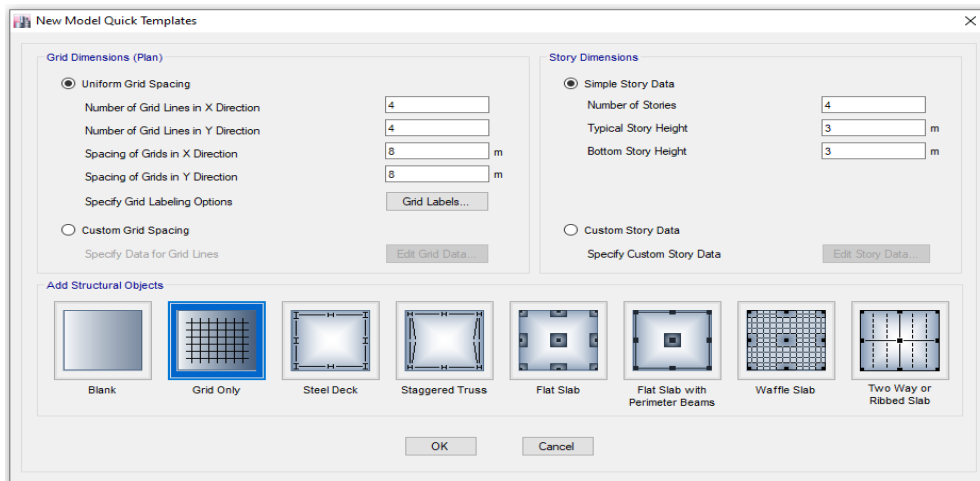 New Model Quick Templates
Grid Dimensions (Plan)
Uniform Grid Spacing
Number of Grid Lines in X Direction 4
Number of Grid Lines in Y Direction 4
Spacing of Grids in X Direction 8 m
Spacing of Grids in Y Direction 8 m
Specify Grid Labeling Options Grid Labels...
Custom Grid Spacing
Specify Data for Grid Lines Edit Grid Data...
Story Dimensions
Simple Story Data
Number of Stories 4
Typical Story Height 3 m
Bottom Story Height 3 m
Custom Story Data
Specify Custom Story Data Edit Story Data...
Add Structural Objects
Blank
Grid Only
Steel Deck
Staggered Truss
Flat Slab
Flat Slab with
Perimeter Beams
Waffle Slab
Two Way or
Ribbed Slab
OK
Cancel